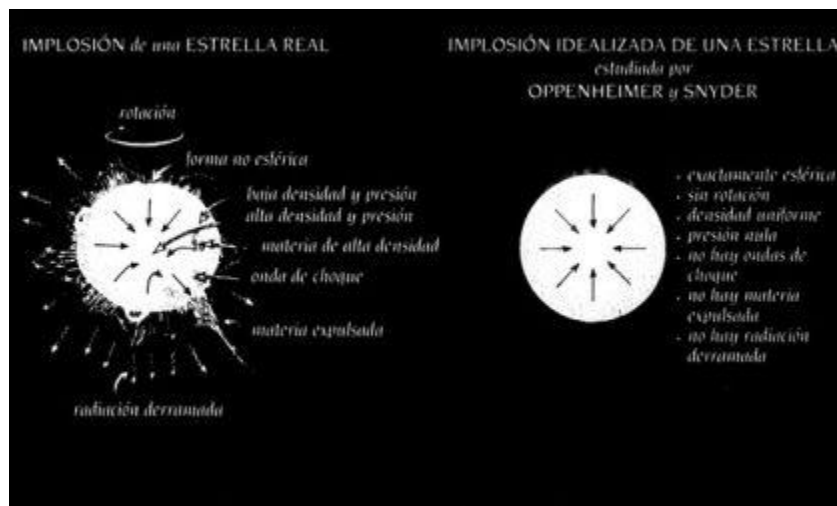 IMPLOSIÓN de una ESTRELLA REAL
rotación
forma no esférica
baja densidad y presión
alta densidad y presión
materia de alta densidad
onda de choque
materia expulsada
radiación derramada
IMPLOSIÓN IDEALIZADA DE UNA ESTRELLA
estudiada por
OPPENHEIMER y SNYDER
- exactamente esférica
- sin rotación
- densidad uniforme
- presión nula
- no hay ondas de
choque
- no hay materia
expulsada
- no hay radiación
derramada